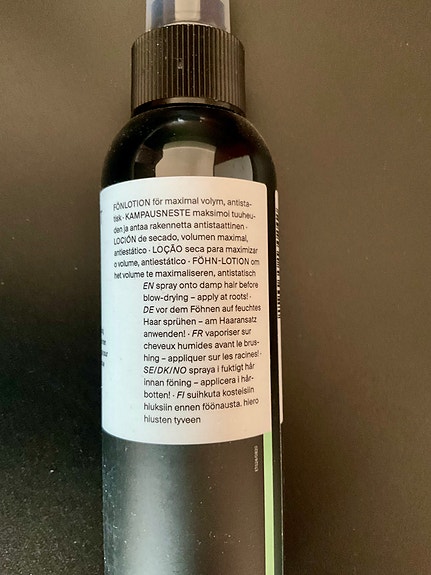 FÖNLOTION för maximal volym, antista-
tisk · KAMPAUSNESTE maksimoi tuuheu-
den ja antaa rakennetta antistaattinen ·
LOCIÓN de secado, volumen maximal,
antiestático · LOÇÃO seca para maximizar
o volume, antiestático · FÖHN-LOTION om
het volume te maximaliseren, antistatisch
EN spray onto damp hair before
blow-drying – apply at roots! ·
DE vor dem Föhnen auf feuchtes
Haar sprühen – am Haaransatz
anwenden! · FR vaporiser sur
cheveux humides avant le brus-
hing – appliquer sur les racines! ·
SE/DK/NO spraya i fuktigt hår
innan föning – applicera i hår-
botten! · FI suihkuta kosteisiin
hiuksiin ennen föönausta. hiero
hiusten tyveen